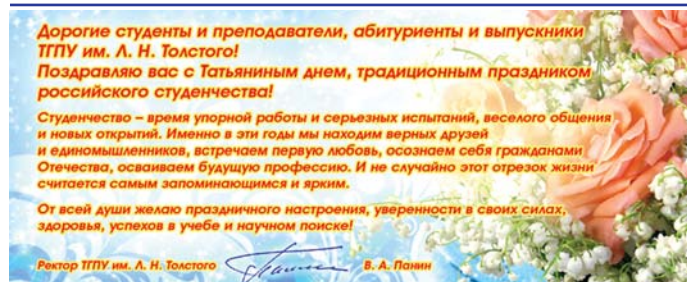 Дорогие студенты и преподаватели, абитуриенты и выпускники
ТГПУ им. Л. Н. Толстого!
Поздравляю вас с Татьяниным днем, традиционным праздником
российского студенчества!
Студенчество – время упорной работы и серьезных испытаний, веселого общения
и новых открытий. Именно в эти годы мы находим верных друзей
и единомышленников, встречаем первую любовь, осознаем себя гражданами
Отечества, осваиваем будущую профессию. И не случайно этот отрезок жизни
считается самым запоминающимся и ярким.
От всей души желаю праздничного настроения, уверенности в своих силах,
здоровья, успехов в учебе и научном поиске!
Ректор ТГПУ им. Л. Н. Толстого В. А. Панин